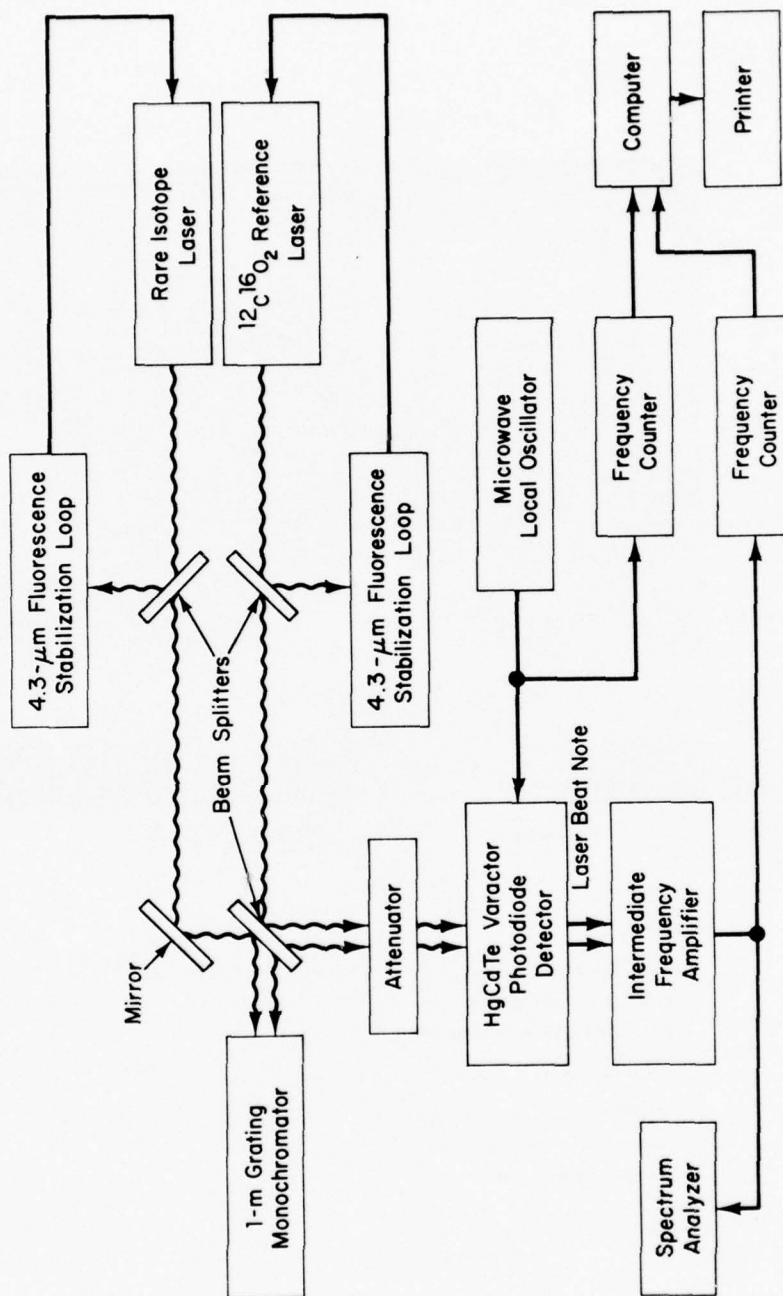 4.3-μm Fluorescence
Stabilization Loop
Rare Isotope
Laser
12C16O2 Reference
Laser
Mirror
Beam Splitters
4.3-μm Fluorescence
Stabilization Loop
1-m Grating
Monochromator
Attenuator
Microwave
Local Oscillator
HgCdTe Varactor
Photodiode
Detector
Laser Beat Note
Frequency
Counter
Computer
Intermediate
Frequency
Amplifier
Frequency
Counter
Printer
Spectrum
Analyzer